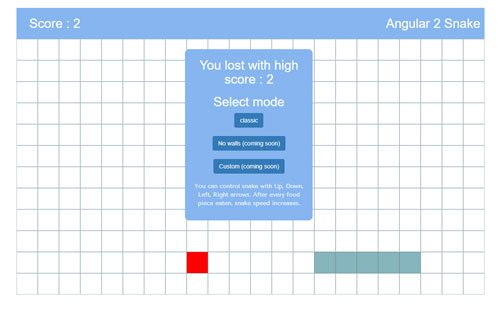 Score : 2
Angular 2 Snake
You lost with high
score : 2
Select mode
classic
No walls (coming soon)
Custom (coming soon)
You can control snake with Up, Down,
Left, Right arrows. After every food
piece eaten, snake speed increases.